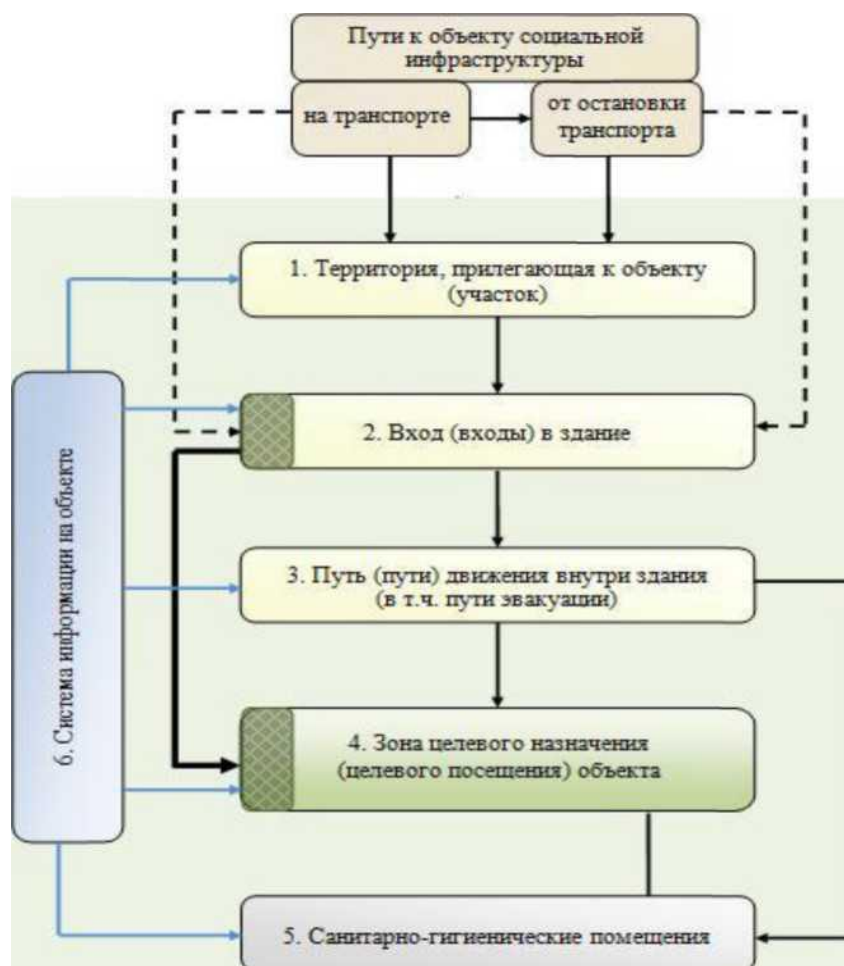 Пути к объекту социальной
инфраструктуры
на транспорте
от остановки
транспорта
1. Территория, прилегающая к объекту
(участок)
2. Вход (входы) в здание
3. Путь (пути) движения внутри здания
(в т.ч. пути эвакуации)
4. Зона целевого назначения
(целевого посещения) объекта
5. Санитарно-гигиенические помещения
6. Система информации на объекте